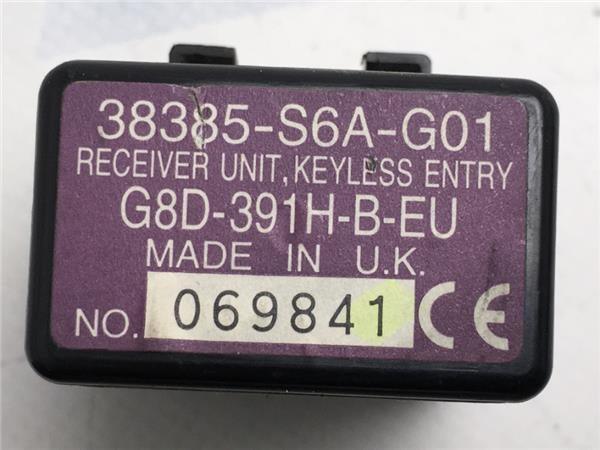 38385-S6A-G01
RECEIVER UNIT, KEYLESS ENTRY
G8D-391H-B-EU
MADE IN U.K.
NO. 069841 CE